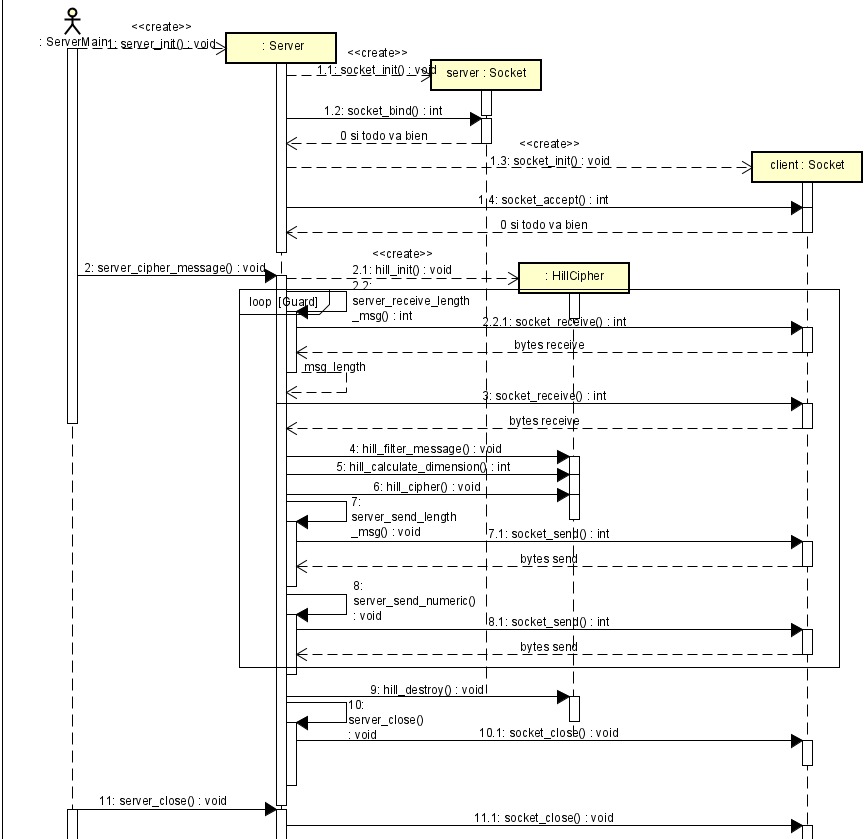 <<create>>
: ServerMain
1: server_init() : void
: Server
<<create>>
1.1: socket_init() : void
server : Socket
1.2: socket_bind() : int
0 si todo va bien
<<create>>
1.3: socket_init() : void
client : Socket
1.4: socket_accept() : int
0 si todo va bien
<<create>>
2: server_cipher_message() : void
2.1: hill_init() : void
: HillCipher
loop [Guard]
2.2:
server_receive_length
_msg() : int
2.2.1: socket_receive() : int
bytes receive
msg_length
3: socket_receive() : int
bytes receive
4: hill_filter_message() : void
5: hill_calculate_dimension() : int
6: hill_cipher() : void
7:
server_send_length
_msg() : void
7.1: socket_send() : int
bytes send
8:
server_send_numeric()
: void
8.1: socket_send() : int
bytes send
9: hill_destroy() : void
10:
server_close()
: void
10.1: socket_close() : void
11: server_close() : void
11.1: socket_close() : void